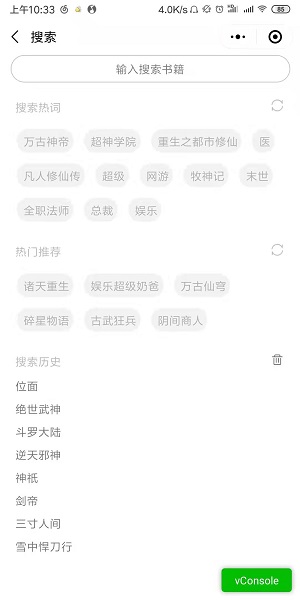 上午10:33 4.0K/s 85
搜索
输入搜索书籍
搜索热词
万古神帝 超神学院 重生之都市修仙 医
凡人修仙传 超级 网游 牧神记 末世
全职法师 总裁 娱乐
热门推荐
诸天重生 娱乐超级奶爸 万古仙穹
碎星物语 古武狂兵 阴间商人
搜索历史
位面
绝世武神
斗罗大陆
逆天邪神
神祇
剑帝
三寸人间
雪中悍刀行
vConsole